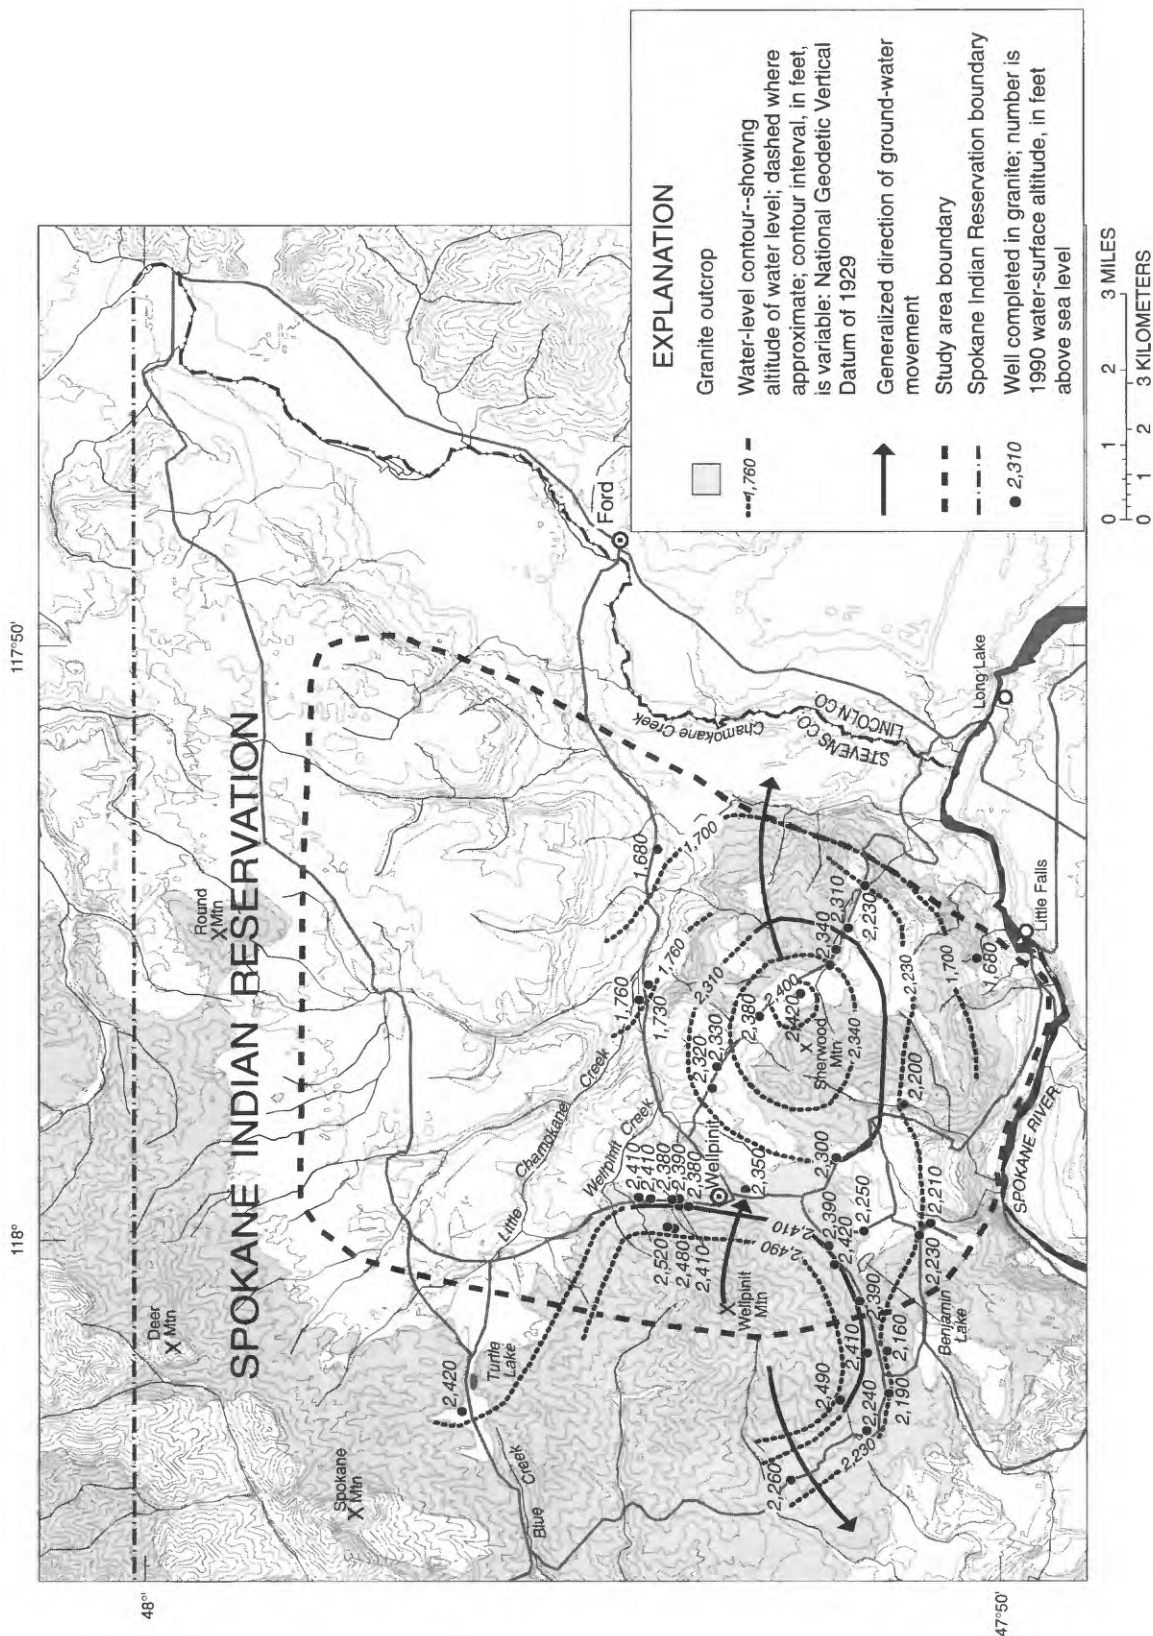 118°
117°50'
48°
47°50'
SPOKANE INDIAN RESERVATION
Deer
X Mtn
Round
X Mtn
Spokane
X Mtn
2,420
Turtle
Lake
Blue
Creek
Little
Chamokane
Creek
Wellpinit
Creek
2,410
2,410
2,380
2,390
2,380
2,520
2,480
2,410
Wellpinit
X
Wellpinit
Mtn
2,350
2,410
2,490
2,320
2,330
2,310
1,760
1,730
1,760
1,680
1,700
Ford
Chamokane Creek
STEVENS CO.
LINCOLN CO
Long Lake
2,380
2,400
2,420
X
Sherwood
Mtn
2,340
2,340
2,310
2,230
2,230
2,300
2,200
1,700
1,680
Little Falls
SPOKANE RIVER
2,390
2,420
2,250
2,210
2,230
2,390
2,410
2,160
2,490
2,240
2,190
2,260
2,230
Benjamin
Lake
EXPLANATION
Granite outcrop
1,760
Water-level contour--showing
altitude of water level; dashed where
approximate; contour interval, in feet,
is variable: National Geodetic Vertical
Datum of 1929
Generalized direction of ground-water
movement
Study area boundary
Spokane Indian Reservation boundary
2,310
Well completed in granite; number is
1990 water-surface altitude, in feet
above sea level
0 1 2 3 MILES
0 1 2 3 KILOMETERS